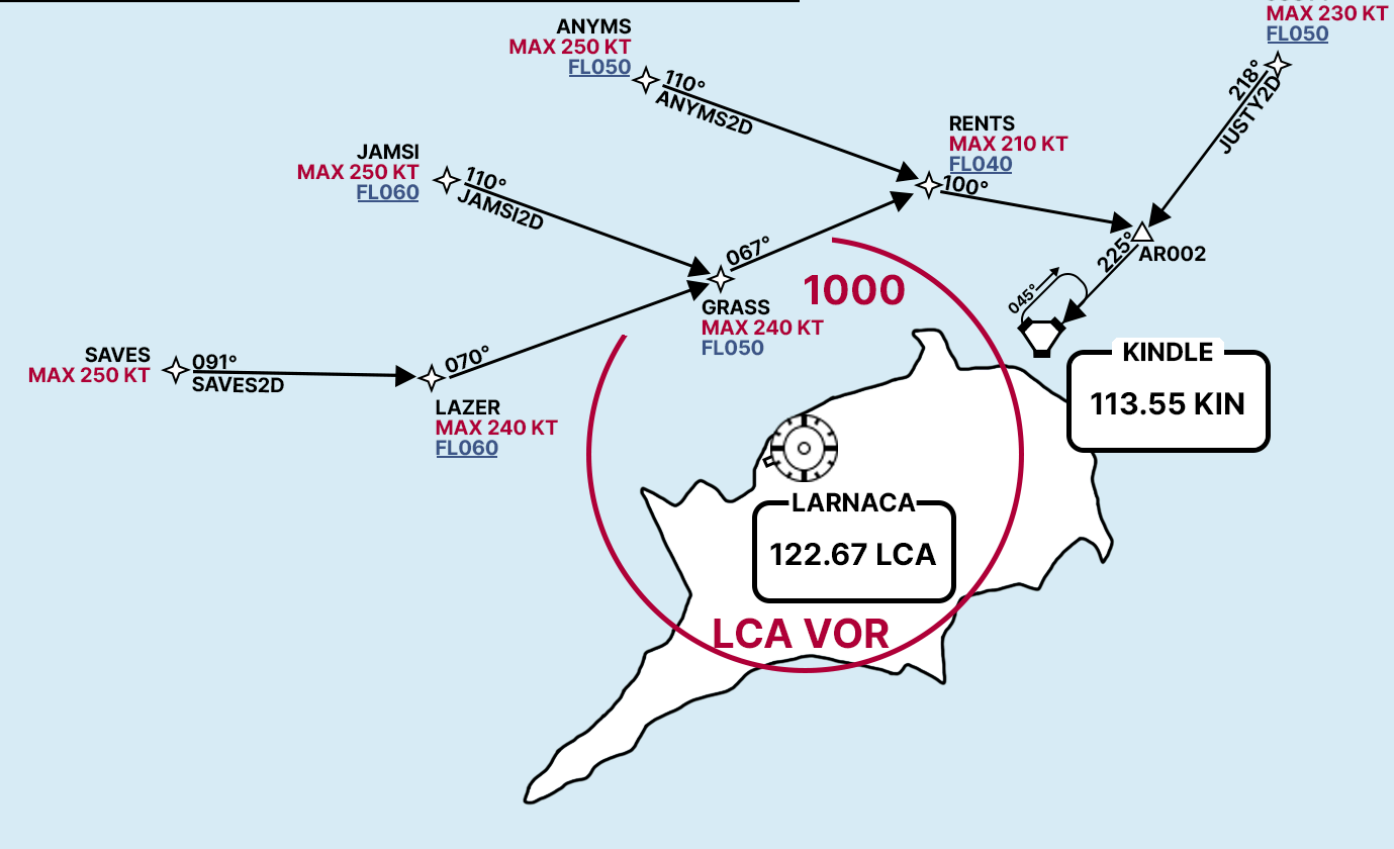 ANYMS
MAX 250 KT
FL050
110°
ANYMS2D
MAX 230 KT
FL050
218°
JUSTY2D
JAMSI
MAX 250 KT
FL060
110°
JAMSI2D
RENTS
MAX 210 KT
FL040
100°
225°
AR002
045°
067°
GRASS
MAX 240 KT
FL050
1000
SAVES
MAX 250 KT
091°
SAVES2D
070°
LAZER
MAX 240 KT
FL060
KINDLE
113.55 KIN
LARNACA
122.67 LCA
LCA VOR